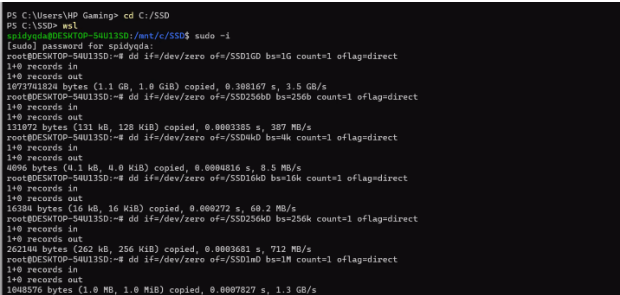 PS C:\Users\HP Gaming> cd C:/SSD
PS C:\SSD> wsl
spidyqda@DESKTOP-54U13SD:/mnt/c/SSD$ sudo -i
[sudo] password for spidyqda:
root@DESKTOP-54U13SD:~# dd if=/dev/zero of=/SSD1GD bs=1G count=1 oflag=direct
1+0 records in
1+0 records out
1073741824 bytes (1.1 GB, 1.0 GiB) copied, 0.308167 s, 3.5 GB/s
root@DESKTOP-54U13SD:~# dd if=/dev/zero of=/SSD256bD bs=256b count=1 oflag=direct
1+0 records in
1+0 records out
131072 bytes (131 kB, 128 KiB) copied, 0.0003385 s, 387 MB/s
root@DESKTOP-54U13SD:~# dd if=/dev/zero of=/SSD4kD bs=4k count=1 oflag=direct
1+0 records in
1+0 records out
4096 bytes (4.1 kB, 4.0 KiB) copied, 0.0004816 s, 8.5 MB/s
root@DESKTOP-54U13SD:~# dd if=/dev/zero of=/SSD16kD bs=16k count=1 oflag=direct
1+0 records in
1+0 records out
16384 bytes (16 kB, 16 KiB) copied, 0.000272 s, 60.2 MB/s
root@DESKTOP-54U13SD:~# dd if=/dev/zero of=/SSD256kD bs=256k count=1 oflag=direct
1+0 records in
1+0 records out
262144 bytes (262 kB, 256 KiB) copied, 0.0003681 s, 712 MB/s
root@DESKTOP-54U13SD:~# dd if=/dev/zero of=/SSD1mD bs=1M count=1 oflag=direct
1+0 records in
1+0 records out
1048576 bytes (1.0 MB, 1.0 MiB) copied, 0.0007827 s, 1.3 GB/s